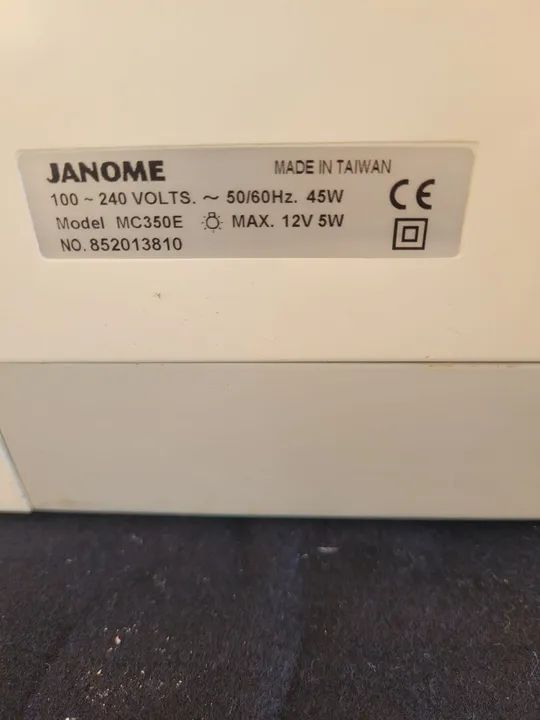 JANOME MADE IN TAIWAN
100 ~ 240 VOLTS. ~ 50/60Hz. 45W
Model MC350E MAX. 12V 5W
NO. 852013810
CE